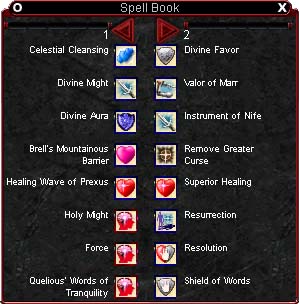 O Spell Book X
1 2
Celestial Cleansing
Divine Might
Divine Aura
Brell's Mountainous
Barrier
Healing Wave of Prexus
Holy Might
Force
Quelious' Words of
Tranquility
Divine Favor
Valor of Marr
Instrument of Nife
Remove Greater
Curse
Superior Healing
Resurrection
Resolution
Shield of Words